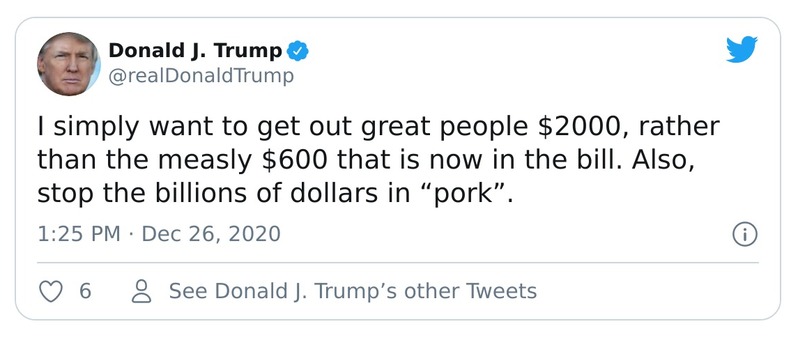 Donald J. Trump
@realDonaldTrump
I simply want to get out great people $2000, rather
than the measly $600 that is now in the bill. Also,
stop the billions of dollars in “pork”.
1:25 PM · Dec 26, 2020
6 See Donald J. Trump’s other Tweets